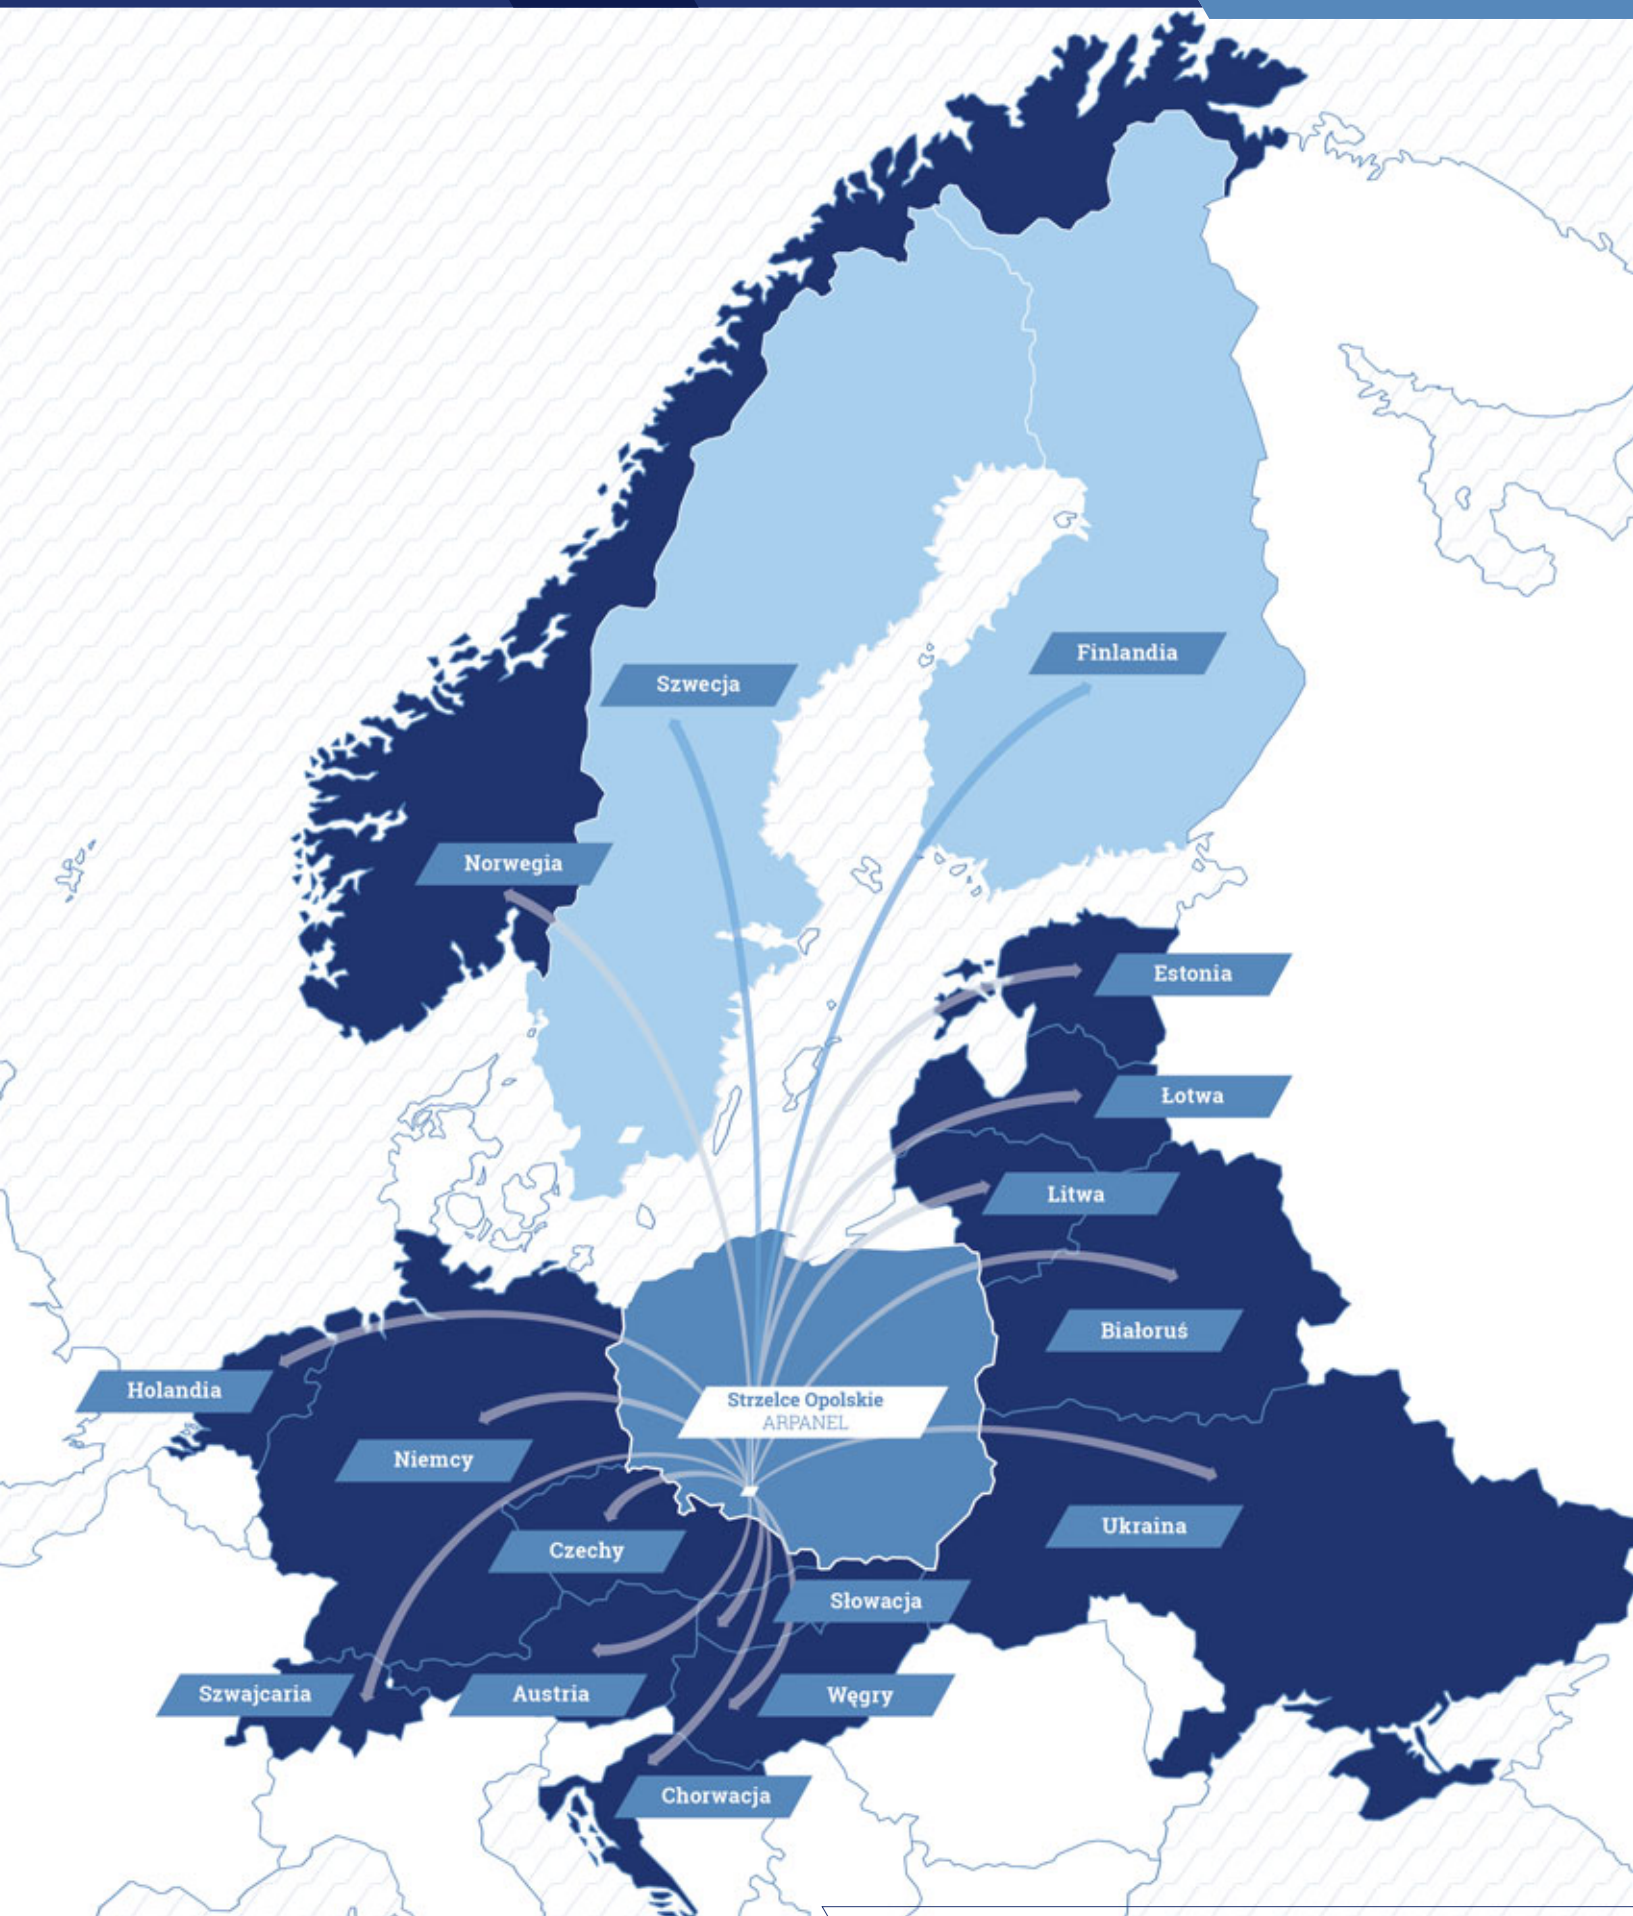 Finlandia
Szwecja
Norwegia
Estonia
Łotwa
Litwa
Białoruś
Holandia
Strzelce Opolskie
ARPANEL
Niemcy
Ukraina
Czechy
Słowacja
Szwajcaria
Austria
Węgry
Chorwacja